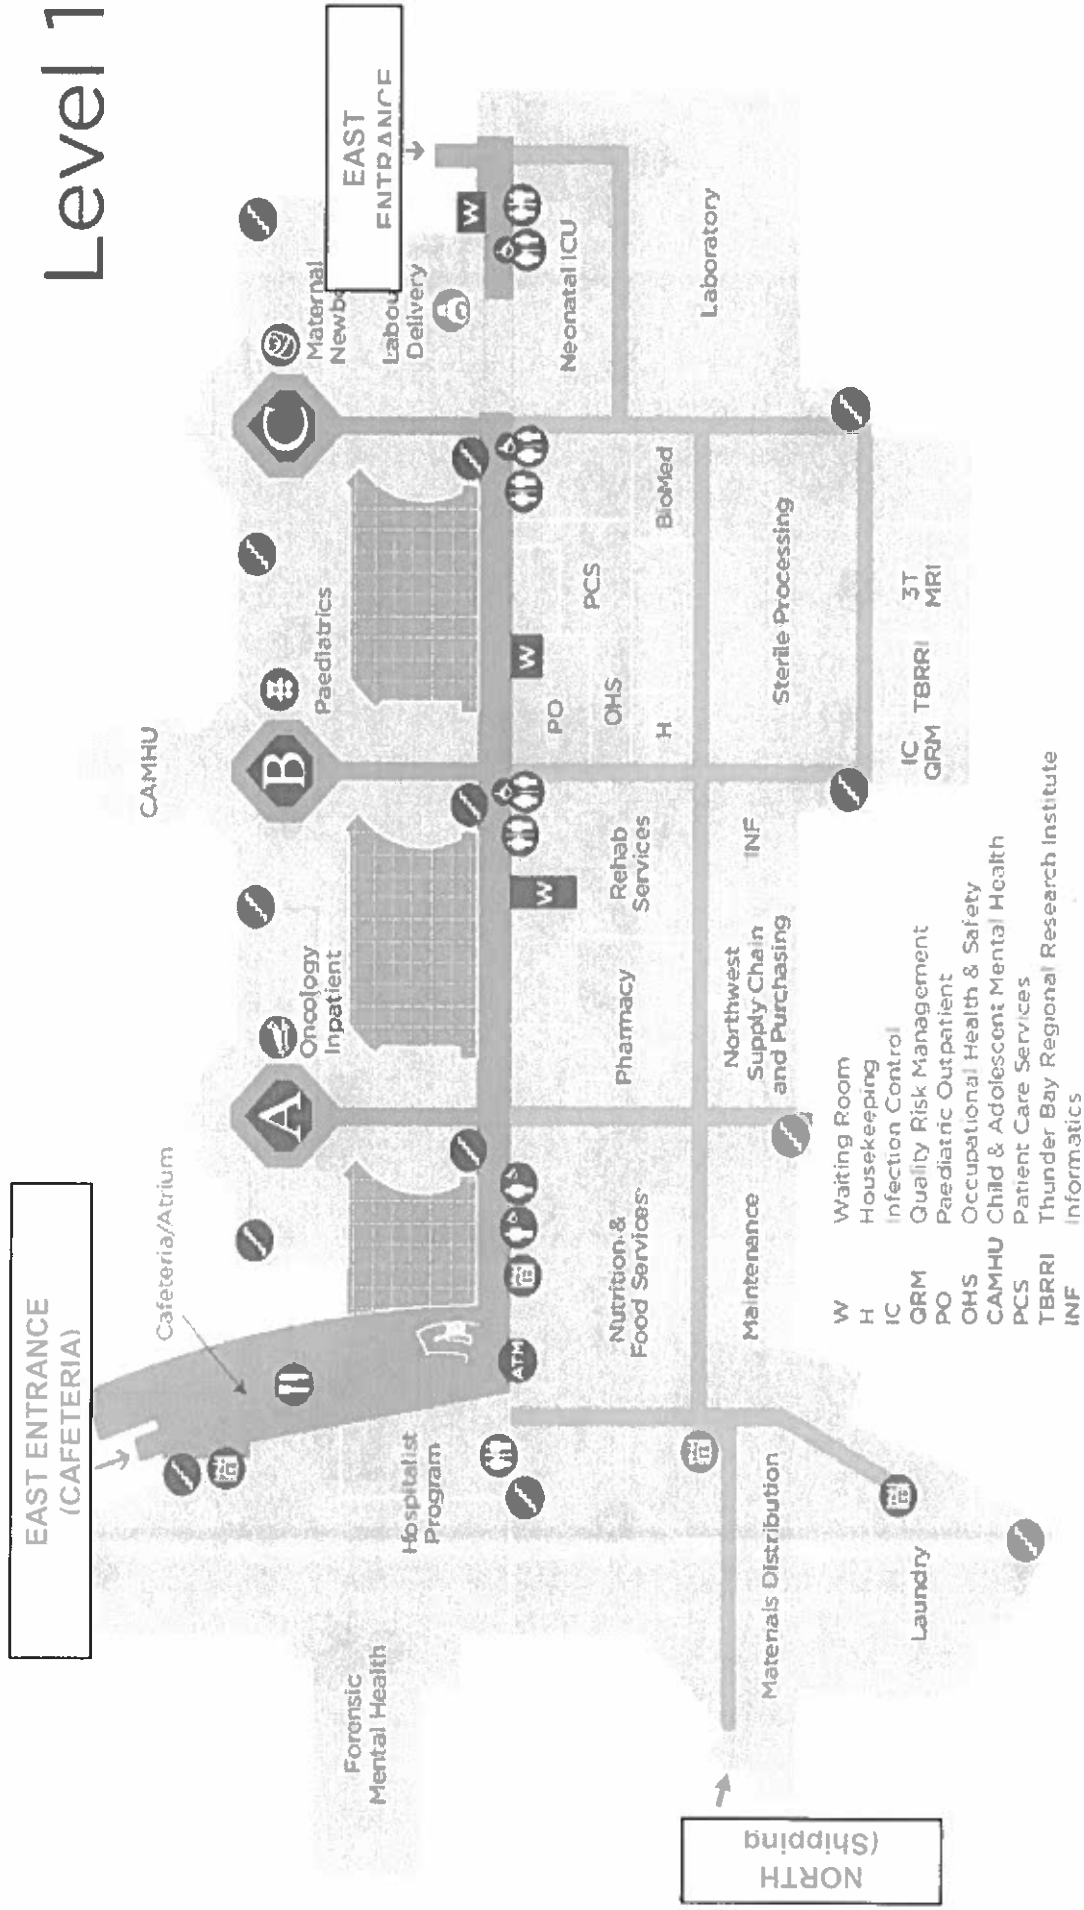 Level 1
EAST
ENTRANCE
EAST ENTRANCE
(CAFETERIA)
NORTH
(Shipping)
Cafeteria/Atrium
CAMHU
A
Oncology
Inpatient
B
Paediatrics
C
Maternal
Newbo
Labou
Delivery
W
Neonatal ICU
Laboratory
Forensic
Mental Health
Hospitalist
Program
ATM
Nutrition &
Food Services
Pharmacy
W
Rehab
Services
PO
W
OHS
PCS
H
BioMed
Maintenance
Northwest
Supply Chain
and Purchasing
INF
Sterile Processing
Materials Distribution
Laundry
IC
QRM
TBRRI
3T
MRI
W Waiting Room
H Housekeeping
IC Infection Control
QRM Quality Risk Management
PO Paediatric Outpatient
OHS Occupational Health & Safety
CAMHU Child & Adolescent Mental Health
PCS Patient Care Services
TBRRI Thunder Bay Regional Research Institute
INF Informatics